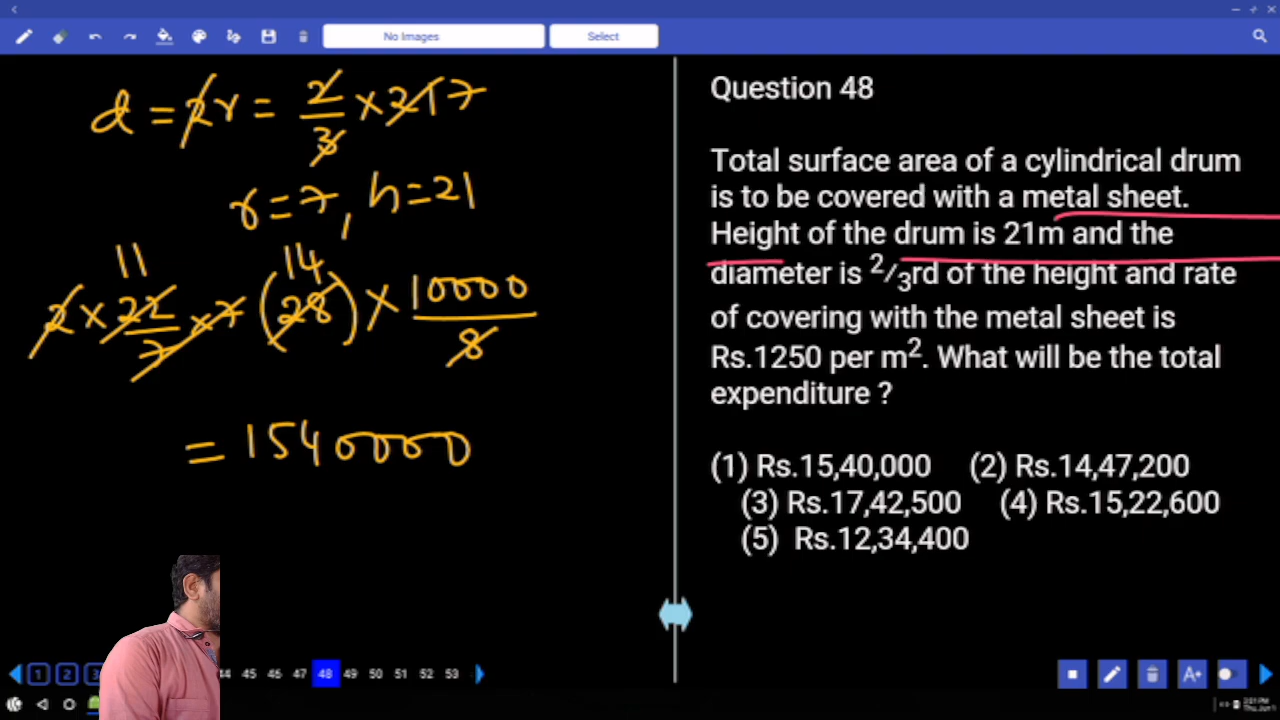 No Images
Select
d = 2r = 2/3 × 21 7
r = 7, h = 21
11 14
2 × 22/7 × 7 (28) × 10000/8
= 1540000
Question 48
Total surface area of a cylindrical drum
is to be covered with a metal sheet.
Height of the drum is 21m and the
diameter is 2/3rd of the height and rate
of covering with the metal sheet is
Rs.1250 per m². What will be the total
expenditure ?
(1) Rs.15,40,000 (2) Rs.14,47,200
(3) Rs.17,42,500 (4) Rs.15,22,600
(5) Rs.12,34,400
1 2 3 44 45 46 47 48 49 50 51 52 53
A+